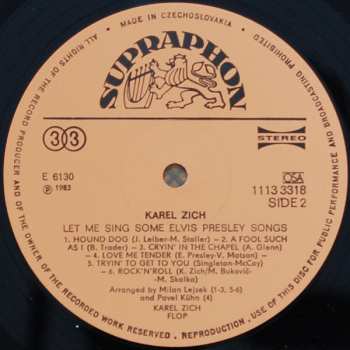 MADE IN CZECHOSLOVAKIA
ALL RIGHTS OF THE RECORD PRODUCER AND OF THE OWNER OF THE RECORDED WORK RESERVED . REPRODUCTION , USE OF THIS DISC FOR PUBLIC PERFORMANCE AND BROADCASTING PROHIBITED
SUPRAPHON
33
STEREO
E 6130
℗ 1983
OSA
1113 3318
SIDE 2
KAREL ZICH
LET ME SING SOME ELVIS PRESLEY SONGS
1. HOUND DOG (J. Leiber-M. Stoller) – 2. A FOOL SUCH
AS I (B. Trader) – 3. CRYIN' IN THE CHAPEL (A. Glenn)
– 4. LOVE ME TENDER (E. Presley-V. Matson) –
5. TRYIN' TO GET TO YOU (Singleton-McCoy)
– 6. ROCK'N'ROLL (K. Zich/M. Bukovič-
-M. Skalka)
Arranged by Milan Lejsek (1-3, 5-6)
and Pavel Kühn (4)
KAREL ZICH
FLOP